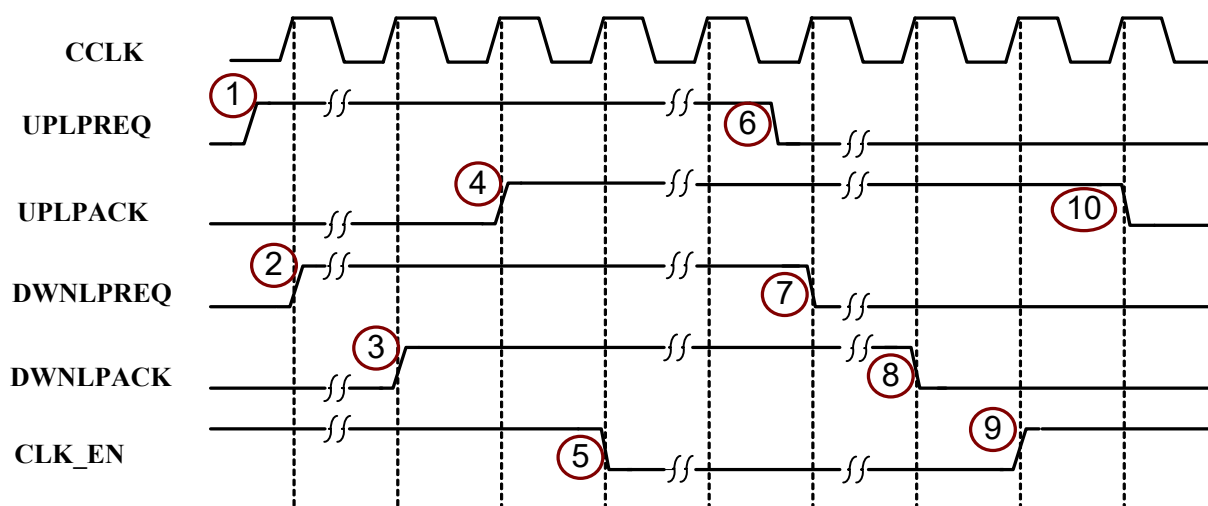 CCLK
1
UPLPREQ
6
4
UPLPACK
10
2
DWNLPREQ
7
3
DWNLPACK
8
9
CLK_EN
5